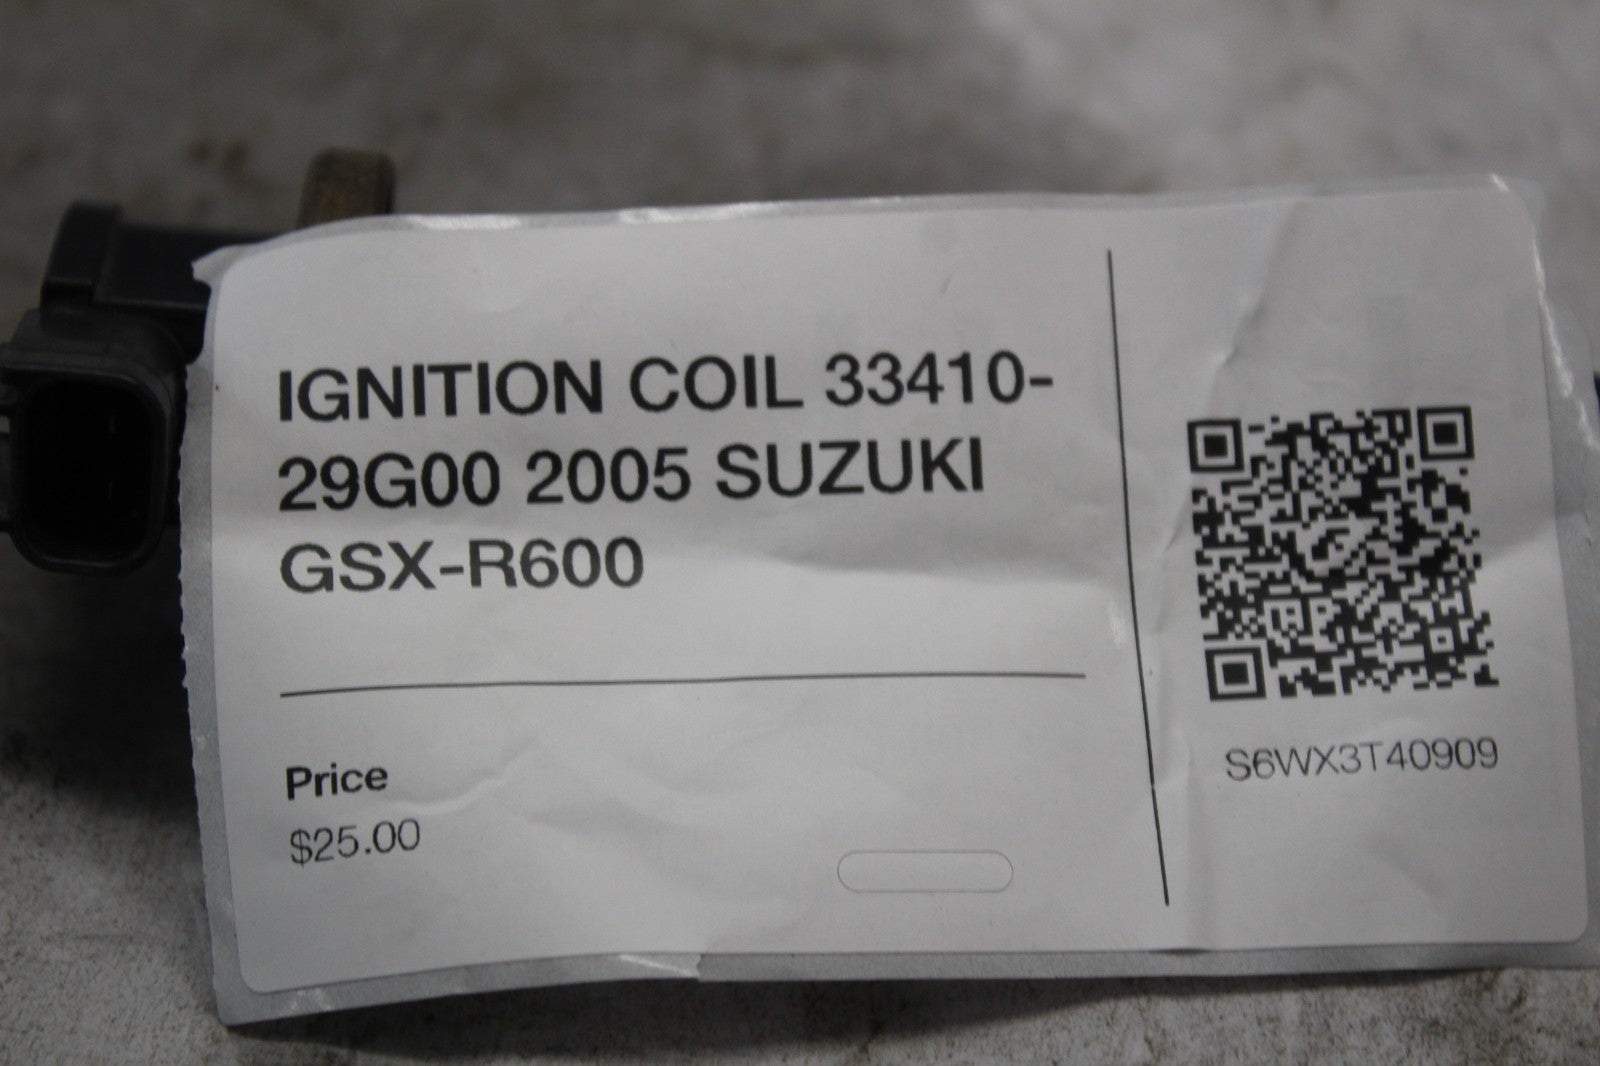 IGNITION COIL 33410-
29G00 2005 SUZUKI
GSX-R600
Price
$25.00
S6WX3T40909